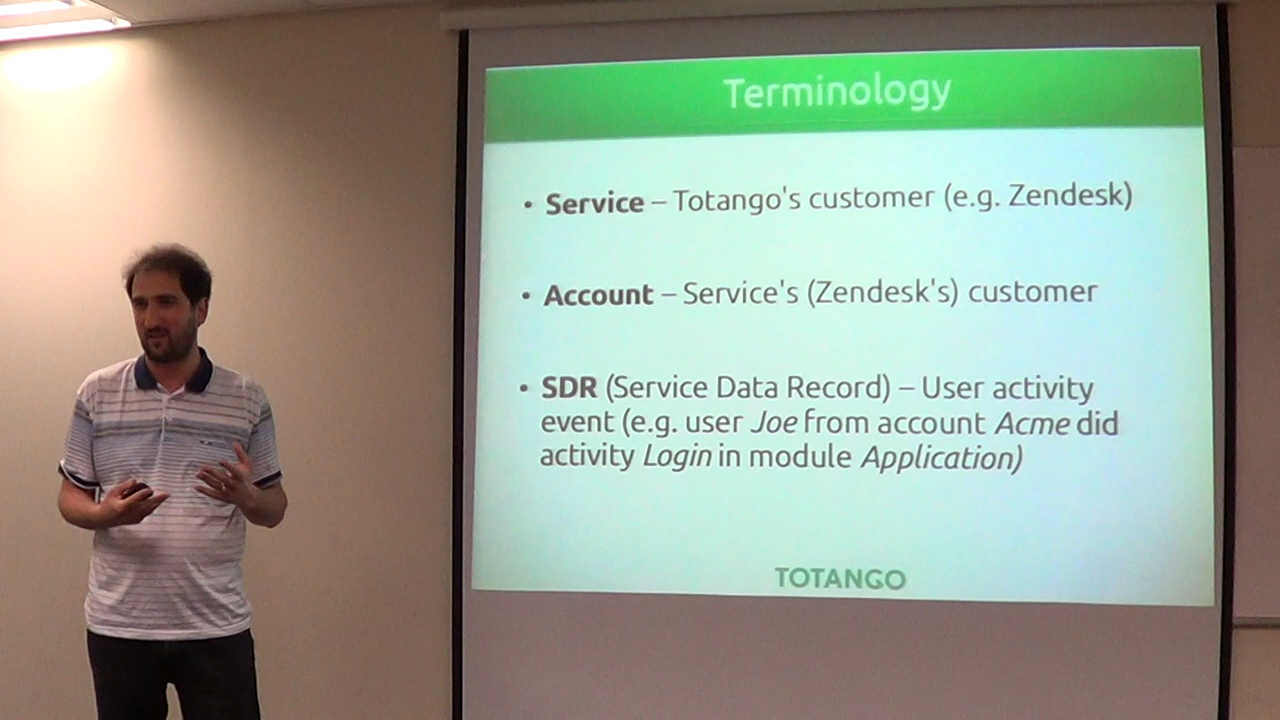 Terminology
• Service – Totango's customer (e.g. Zendesk)
• Account – Service's (Zendesk's) customer
• SDR (Service Data Record) – User activity
event (e.g. user Joe from account Acme did
activity Login in module Application)
TOTANGO